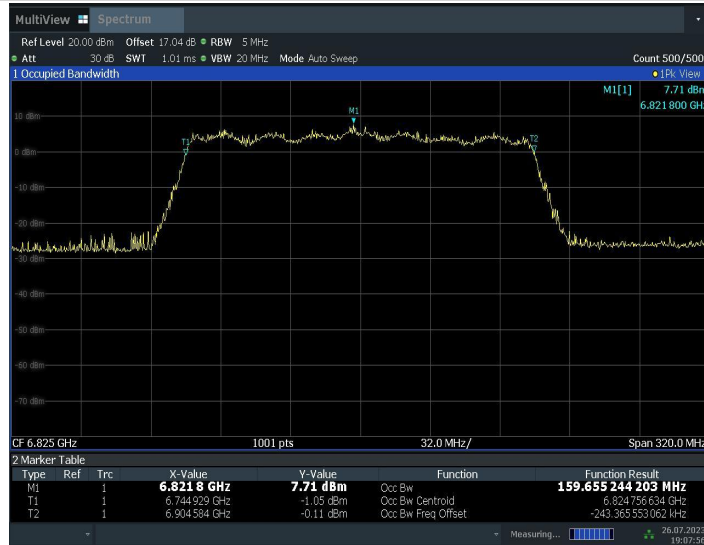 MultiView Spectrum
Ref Level 20.00 dBm Offset 17.04 dB RBW 5 MHz
Att 30 dB SWT 1.01 ms VBW 20 MHz Mode Auto Sweep Count 500/500
1 Occupied Bandwidth 1Pk View
M1[1] 7.71 dBm
6.821 800 GHz
M1
10 dBm
T1 T2
0 dBm
-10 dBm
-20 dBm
-30 dBm
-40 dBm
-50 dBm
-60 dBm
-70 dBm
CF 6.825 GHz 1001 pts 32.0 MHz/ Span 320.0 MHz
2 Marker Table
Type Ref Trc X-Value Y-Value Function Function Result
M1 1 6.821 8 GHz 7.71 dBm Occ Bw 159.655 244 203 MHz
T1 1 6.744 929 GHz -1.05 dBm Occ Bw Centroid 6.824 756 634 GHz
T2 1 6.904 584 GHz -0.11 dBm Occ Bw Freq Offset -243.365 553 062 kHz
Measuring... 26.07.2023
19:07:56